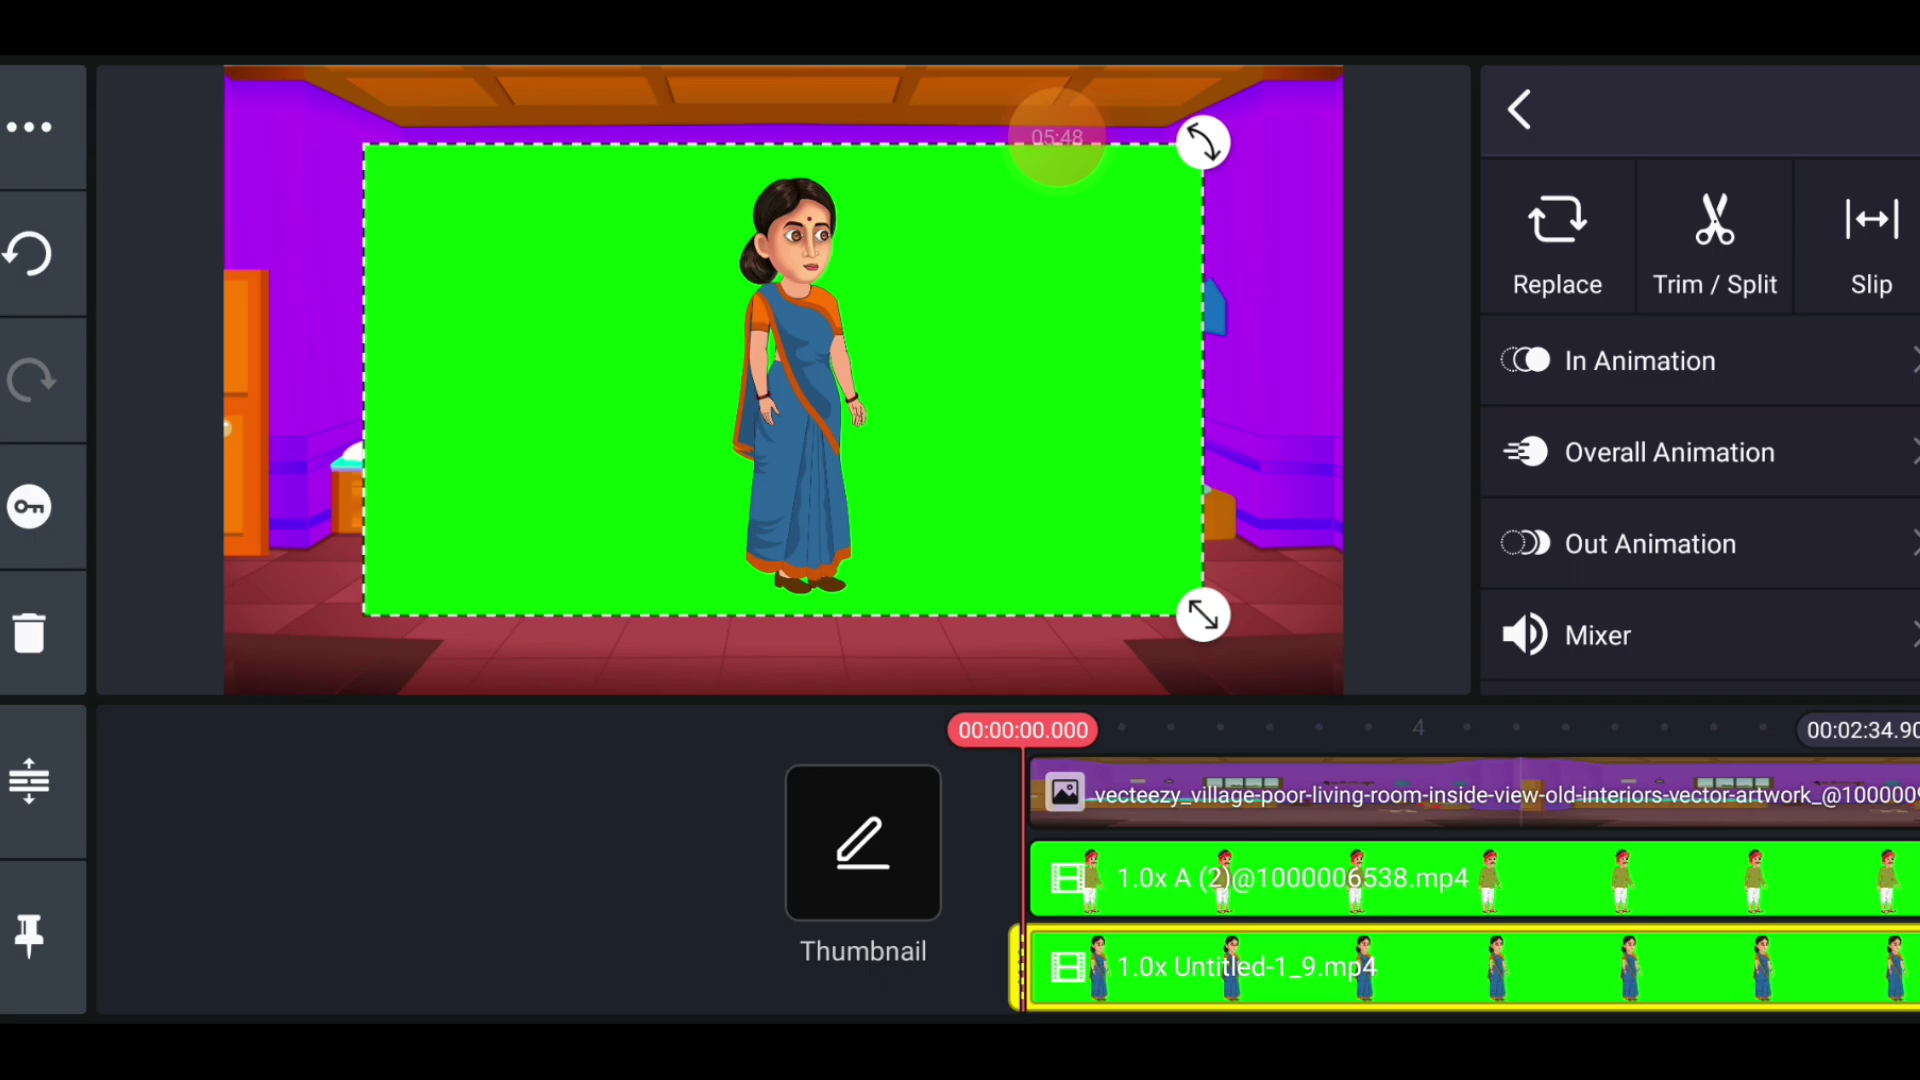 05:48
Replace
Trim / Split
Slip
In Animation
Overall Animation
Out Animation
Mixer
00:00:00.000
4
00:02:34.90
vecteezy_village-poor-living-room-inside-view-old-interiors-vector-artwork_@100000
1.0x A (2)@1000006538.mp4
Thumbnail
1.0x Untitled-1_9.mp4